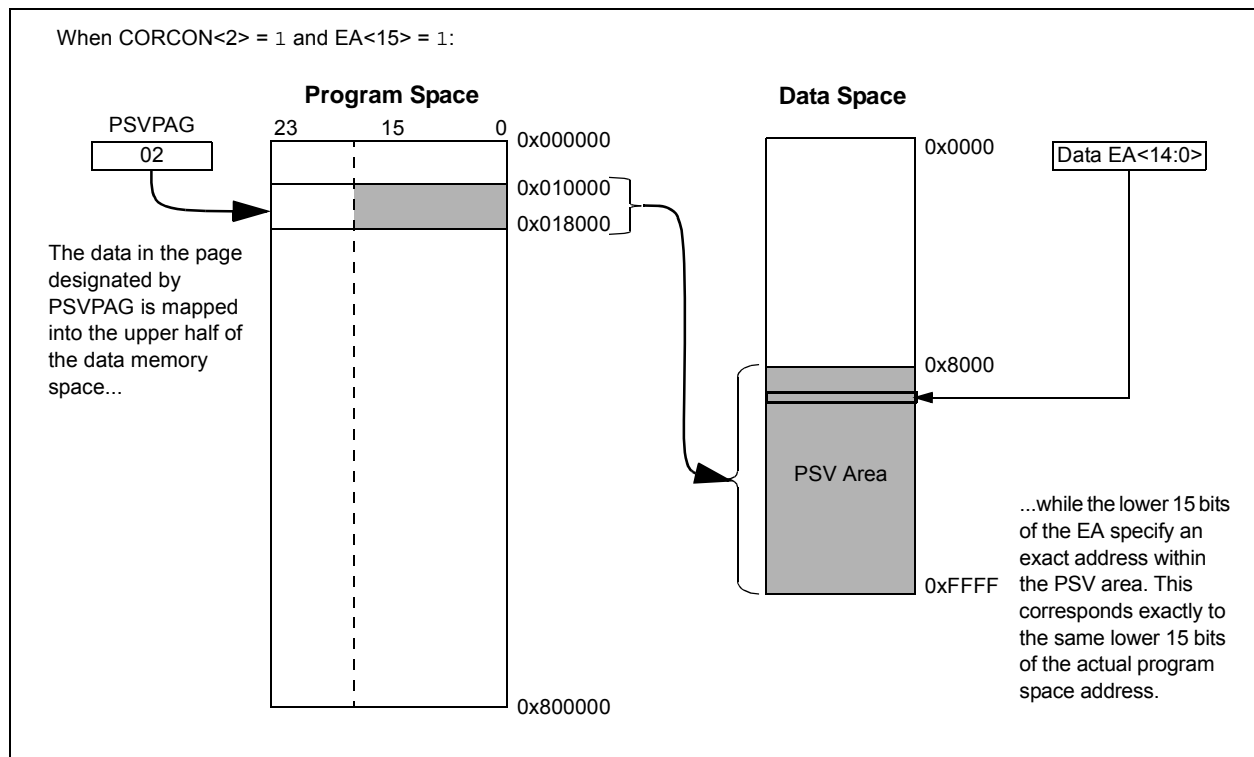 When CORCON<2> = 1 and EA<15> = 1:
Program Space
Data Space
PSVPAG
02
23 15 0
0x000000
0x010000
0x018000
0x800000
The data in the page
designated by
PSVPAG is mapped
into the upper half of
the data memory
space...
0x0000
0x8000
0xFFFF
PSV Area
Data EA<14:0>
...while the lower 15 bits
of the EA specify an
exact address within
the PSV area. This
corresponds exactly to
the same lower 15 bits
of the actual program
space address.